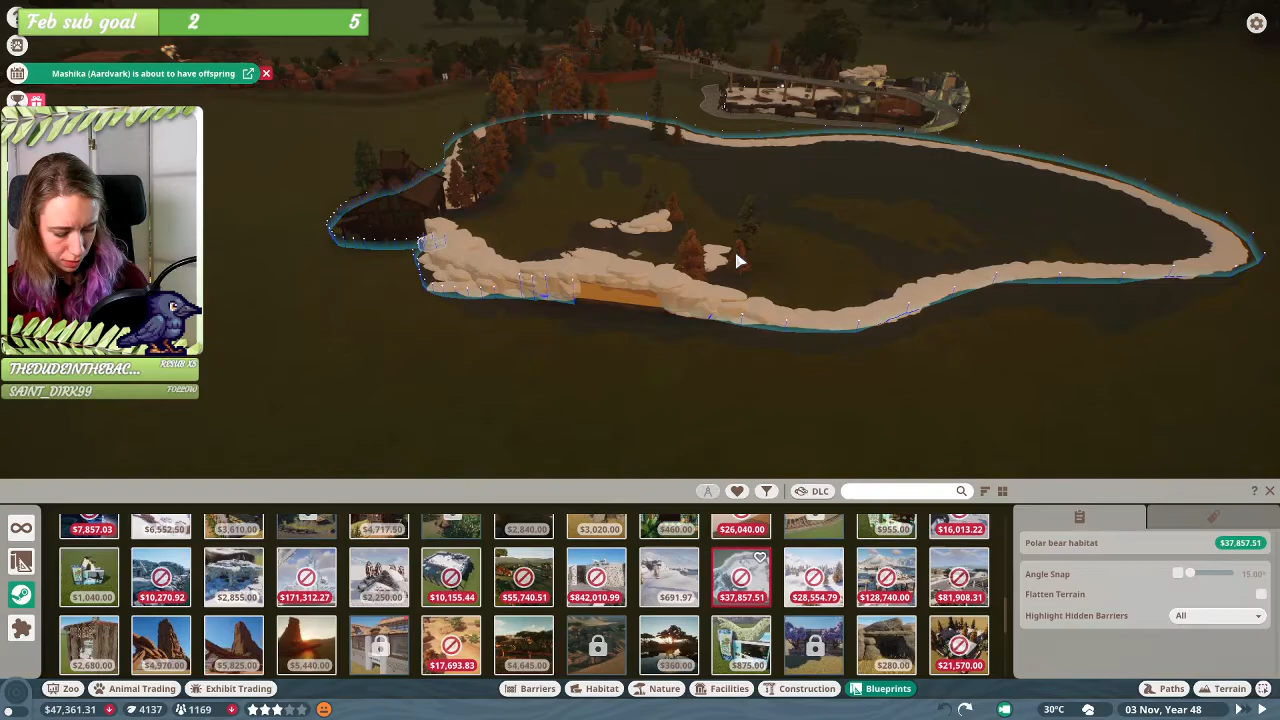 Feb sub goal 2 5
Mashika (Aardvark) is about to have offspring
THEDUDEINTHEBAC... RESUB X5
SAINT_DIRK99 FOLLOW
DLC
$7,857.03 $6,552.50 $3,610.00 $4,717.50 $2,840.00 $3,020.00 $460.00 $26,040.00 $955.00 $16,013.22
$1,040.00 $10,270.92 $2,855.00 $171,312.27 $2,250.00 $10,155.44 $55,740.51 $842,010.99 $691.97 $37,857.51 $28,554.79 $128,740.00 $81,908.31
$2,680.00 $4,970.00 $5,825.00 $5,440.00 $17,693.83 $4,645.00 $360.00 $875.00 $280.00 $21,570.00
Polar bear habitat $37,857.51
Angle Snap 15.00°
Flatten Terrain
Highlight Hidden Barriers All
Zoo Animal Trading Exhibit Trading Barriers Habitat Nature Facilities Construction Blueprints Paths Terrain
$47,361.31 4137 1169 30°C 03 Nov, Year 48